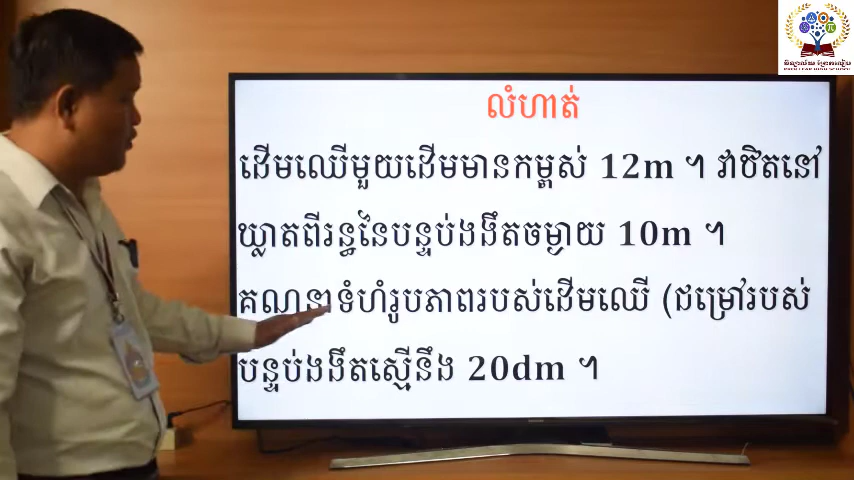 លំហាត់
ដើមឈើមួយដើមមានកម្ពស់ 12m ។ វាឋិតនៅ
ឃ្លាតពីរន្ធនៃបន្ទប់ងងឹតចម្ងាយ 10m ។
គណនាទំហំរូបភាពរបស់ដើមឈើ (ជម្រៅរបស់
បន្ទប់ងងឹតស្មើនឹង 20dm ។